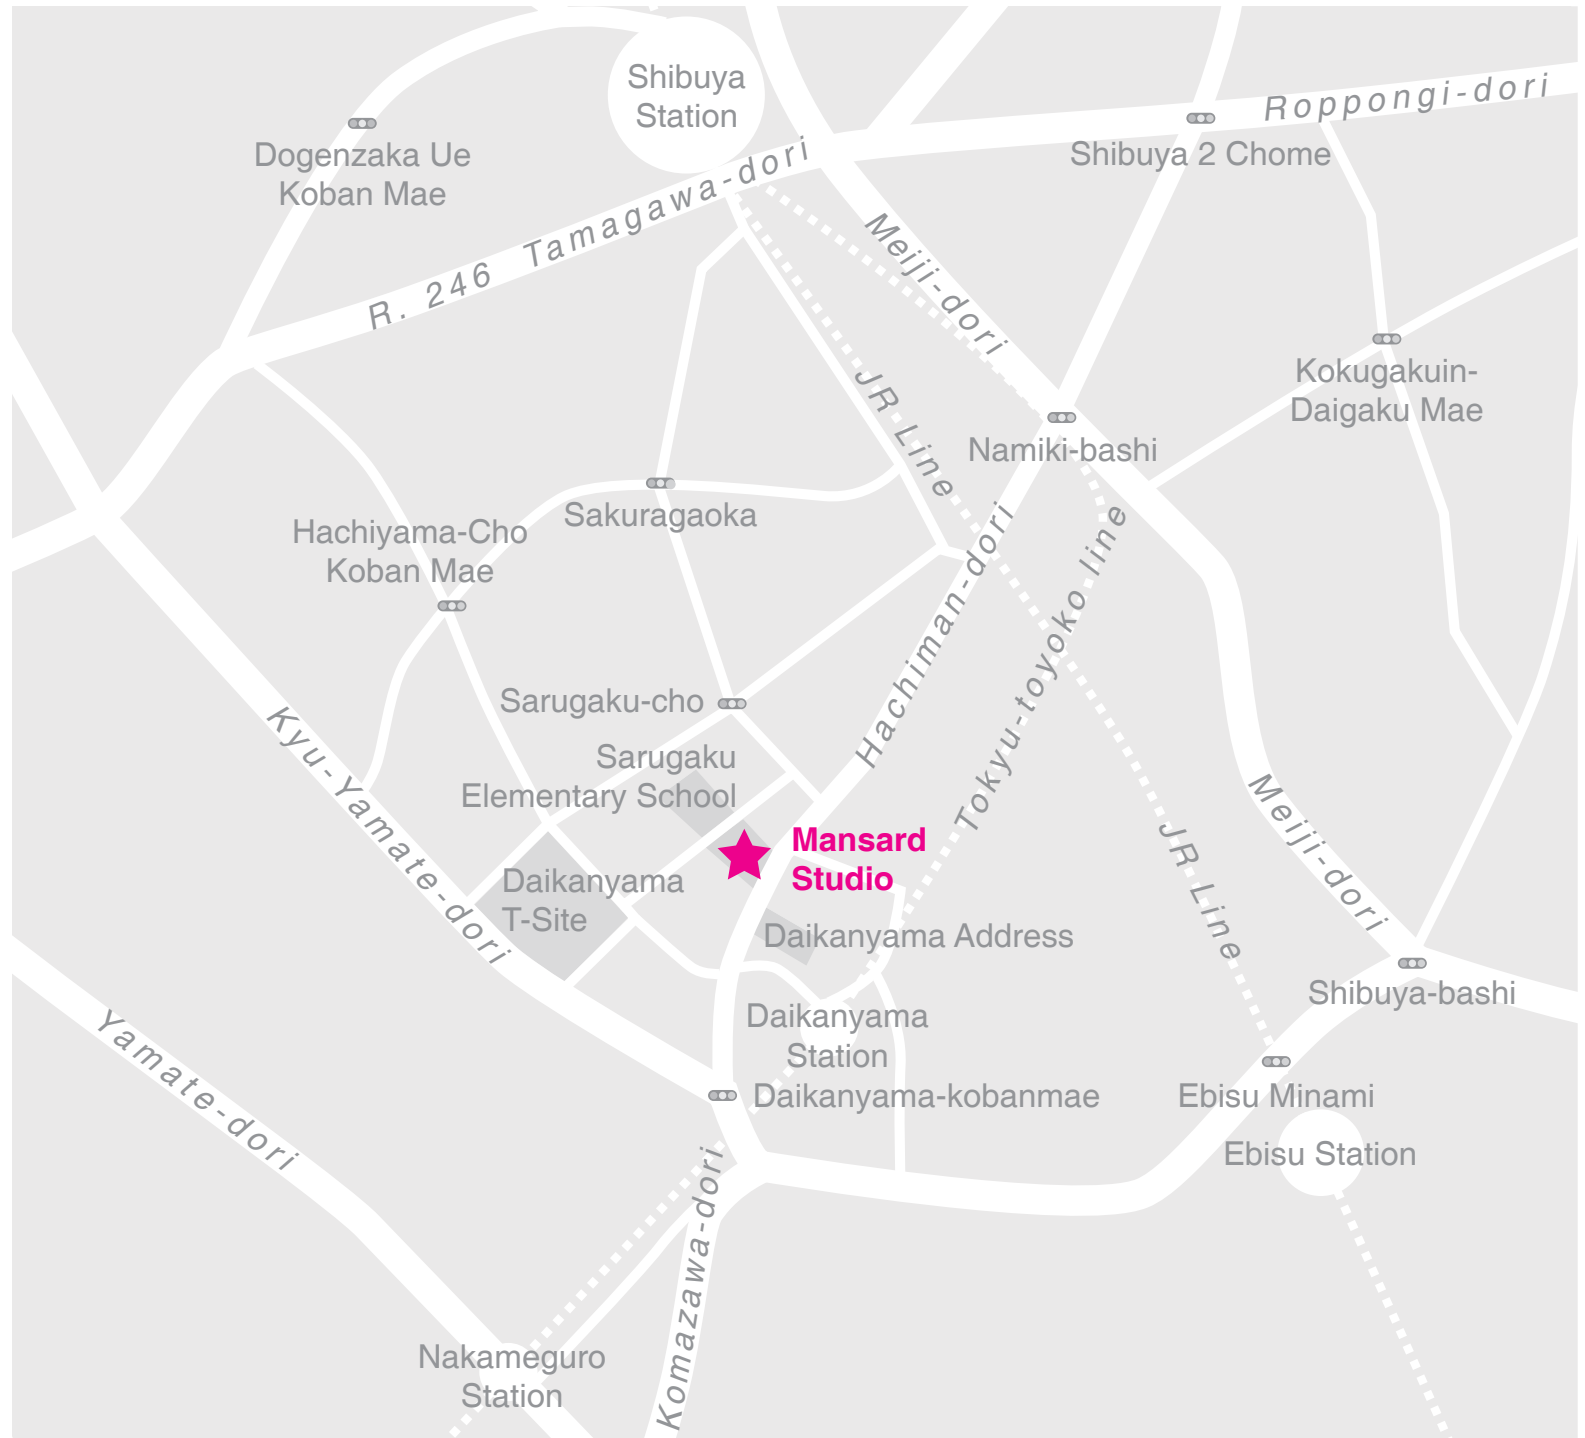 Shibuya
Station
Roppongi-dori
Dogenzaka Ue
Koban Mae
Shibuya 2 Chome
R. 246 Tamagawa-dori
Meiji-dori
JR Line
Kokugakuin-
Daigaku Mae
Namiki-bashi
Sakuragaoka
Hachiyama-Cho
Koban Mae
Hachiman-dori
Tokyu-toyoko line
Sarugaku-cho
Kyu-Yamate-dori
Sarugaku
Elementary School
Meiji-dori
JR Line
Mansard
Studio
Daikanyama
T-Site
Daikanyama Address
Shibuya-bashi
Daikanyama
Station
Yamate-dori
Daikanyama-kobanmae
Ebisu Minami
Ebisu Station
Komazawa-dori
Nakameguro
Station